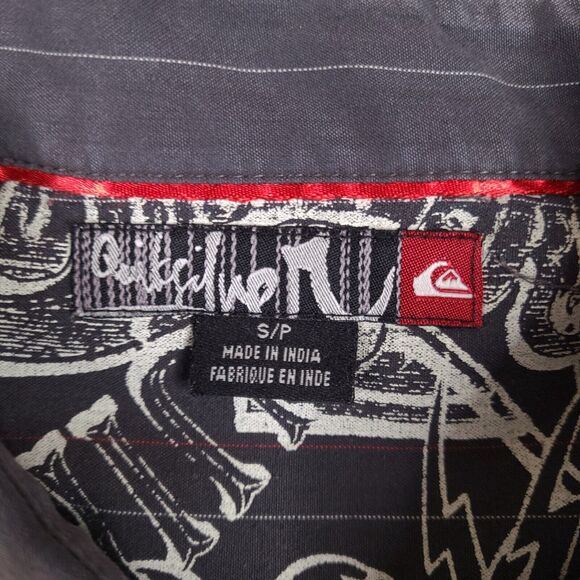 Quiksilver
S/P
MADE IN INDIA
FABRIQUE EN INDE